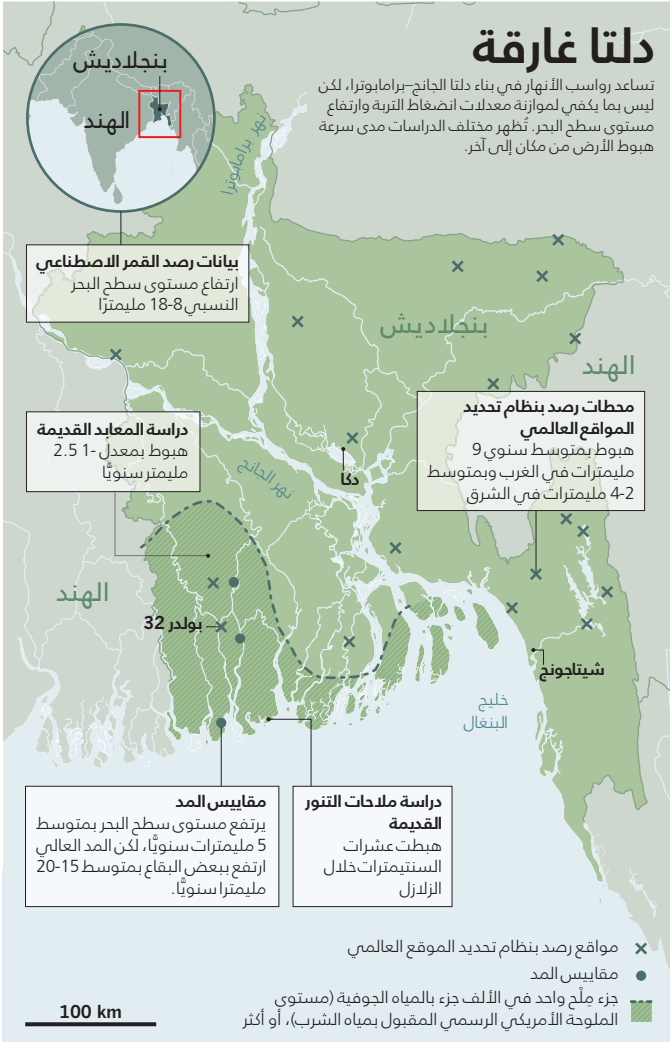 دلتا غارقة
تساعد رواسب الأنهار في بناء دلتا الجانج–برامابوترا، لكن
ليس بما يكفي لموازنة معدلات انضغاط التربة وارتفاع
مستوى سطح البحر. تُظهر مختلف الدراسات مدى سرعة
هبوط الأرض من مكان إلى آخر.
بنجلاديش
الهند
نهر برامابوترا
بيانات رصد القمر الاصطناعي
ارتفاع مستوى سطح البحر
النسبي 8-18 مليمترًا
بنجلاديش
الهند
محطات رصد بنظام تحديد
المواقع العالمي
هبوط بمتوسط سنوي 9
مليمترات في الغرب وبمتوسط
2-4 مليمترات في الشرق
دراسة المعابد القديمة
هبوط بمعدل 1- 2.5
مليمتر سنويًّا
دكا
نهر الجانج
الهند
بولدر 32
شيتاجونج
خليج
البنغال
دراسة ملاحات التنور
القديمة
هبطت عشرات
السنتيمترات خلال
الزلازل
مقاييس المد
يرتفع مستوى سطح البحر بمتوسط
5 مليمترات سنويًّا، لكن المد العالي
ارتفع ببعض البقاع بمتوسط 15-20
مليمترا سنويًّا.
مواقع رصد بنظام تحديد الموقع العالمي
مقاييس المد
جزء مِلْح واحد في الألف جزء بالمياه الجوفية (مستوى
الملوحة الأمريكي الرسمي المقبول بمياه الشرب)، أو أكثر
100 km